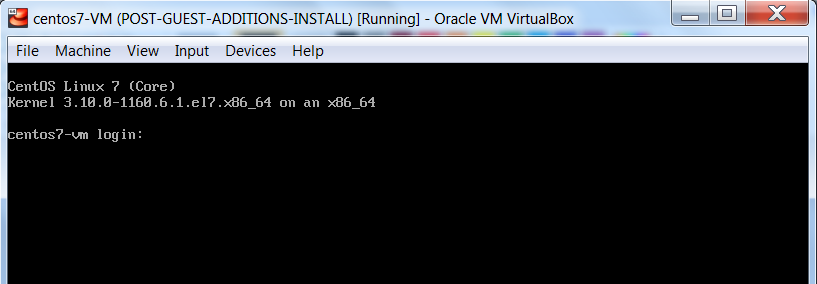 centos7-VM (POST-GUEST-ADDITIONS-INSTALL) [Running] - Oracle VM VirtualBox
File Machine View Input Devices Help
CentOS Linux 7 (Core)
Kernel 3.10.0-1160.6.1.el7.x86_64 on an x86_64
centos7-vm login: